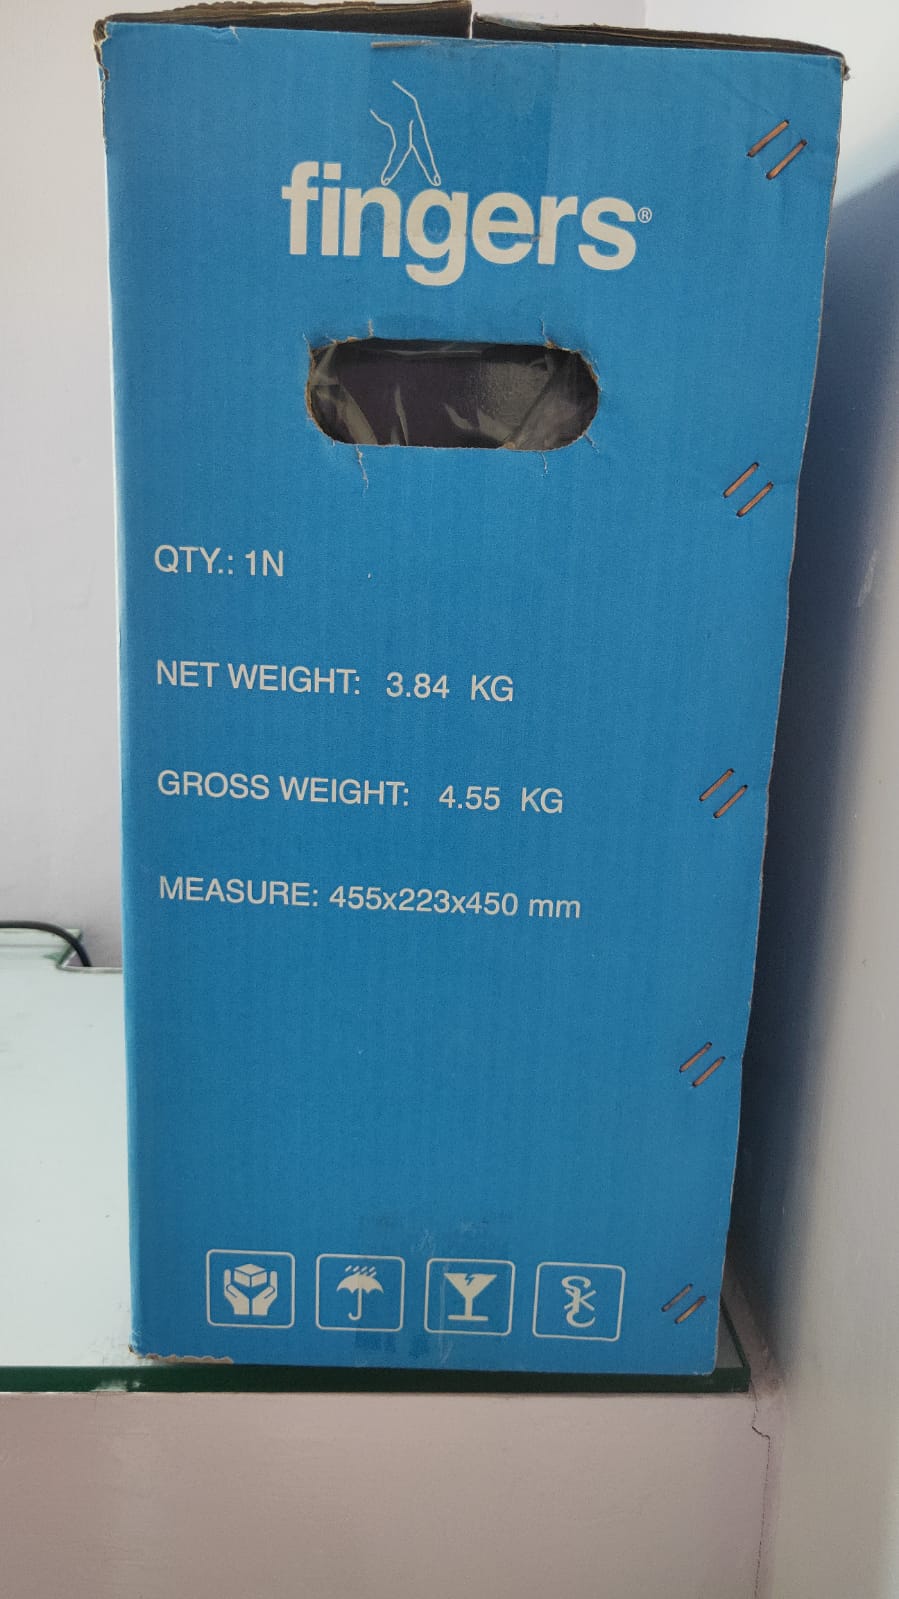 fingers®
QTY.: 1N
NET WEIGHT: 3.84 KG
GROSS WEIGHT: 4.55 KG
MEASURE: 455x223x450 mm